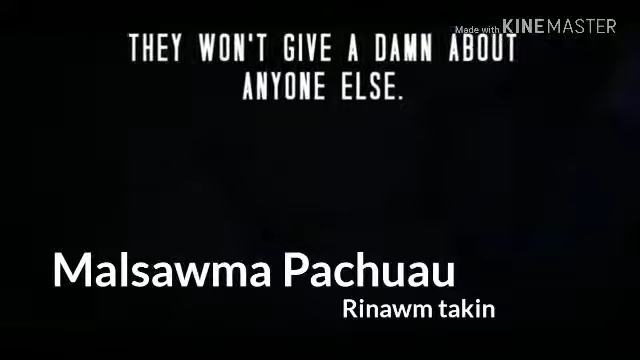 Made with KINEMASTER
THEY WON'T GIVE A DAMN ABOUT
ANYONE ELSE.
Malsawma Pachuau
Rinawm takin